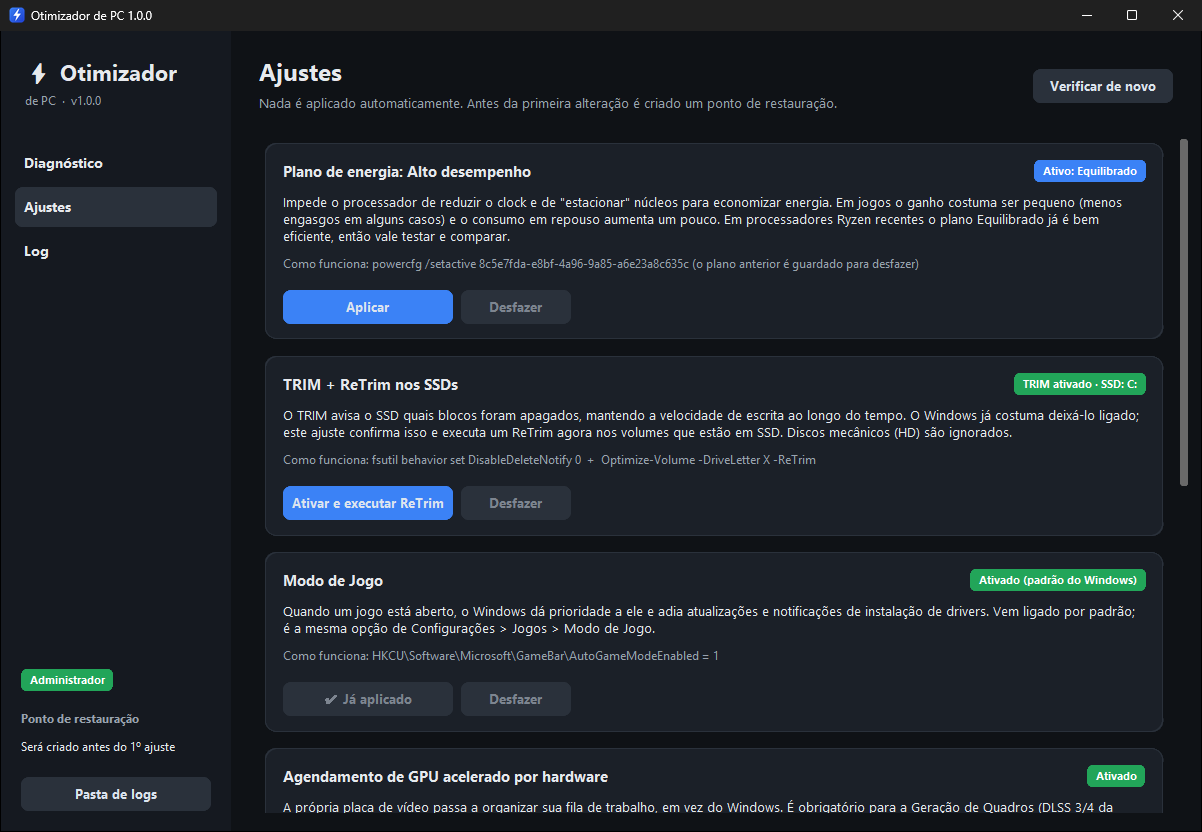 Otimizador de PC 1.0.0
Otimizador
de PC · v1.0.0
Diagnóstico
Ajustes
Log
Administrador
Ponto de restauração
Será criado antes do 1º ajuste
Pasta de logs
Ajustes
Nada é aplicado automaticamente. Antes da primeira alteração é criado um ponto de restauração.
Verificar de novo
Plano de energia: Alto desempenho
Ativo: Equilibrado
Impede o processador de reduzir o clock e de "estacionar" núcleos para economizar energia. Em jogos o ganho costuma ser pequeno (menos
engasgos em alguns casos) e o consumo em repouso aumenta um pouco. Em processadores Ryzen recentes o plano Equilibrado já é bem
eficiente, então vale testar e comparar.
Como funciona: powercfg /setactive 8c5e7fda-e8bf-4a96-9a85-a6e23a8c635c (o plano anterior é guardado para desfazer)
Aplicar
Desfazer
TRIM + ReTrim nos SSDs
TRIM ativado · SSD: C:
O TRIM avisa o SSD quais blocos foram apagados, mantendo a velocidade de escrita ao longo do tempo. O Windows já costuma deixá-lo ligado;
este ajuste confirma isso e executa um ReTrim agora nos volumes que estão em SSD. Discos mecânicos (HD) são ignorados.
Como funciona: fsutil behavior set DisableDeleteNotify 0 + Optimize-Volume -DriveLetter X -ReTrim
Ativar e executar ReTrim
Desfazer
Modo de Jogo
Ativado (padrão do Windows)
Quando um jogo está aberto, o Windows dá prioridade a ele e adia atualizações e notificações de instalação de drivers. Vem ligado por padrão;
é a mesma opção de Configurações > Jogos > Modo de Jogo.
Como funciona: HKCU\Software\Microsoft\GameBar\AutoGameModeEnabled = 1
✔ Já aplicado
Desfazer
Agendamento de GPU acelerado por hardware
Ativado
A própria placa de vídeo passa a organizar sua fila de trabalho, em vez do Windows. É obrigatório para a Geração de Quadros (DLSS 3/4 da